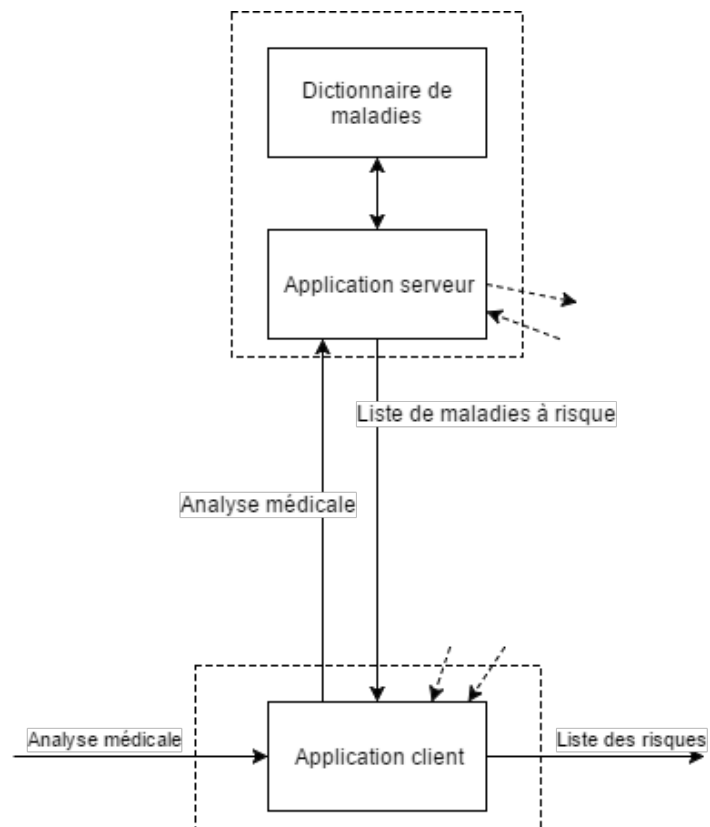 Dictionnaire de
maladies
Application serveur
Liste de maladies à risque
Analyse médicale
Analyse médicale
Application client
Liste des risques